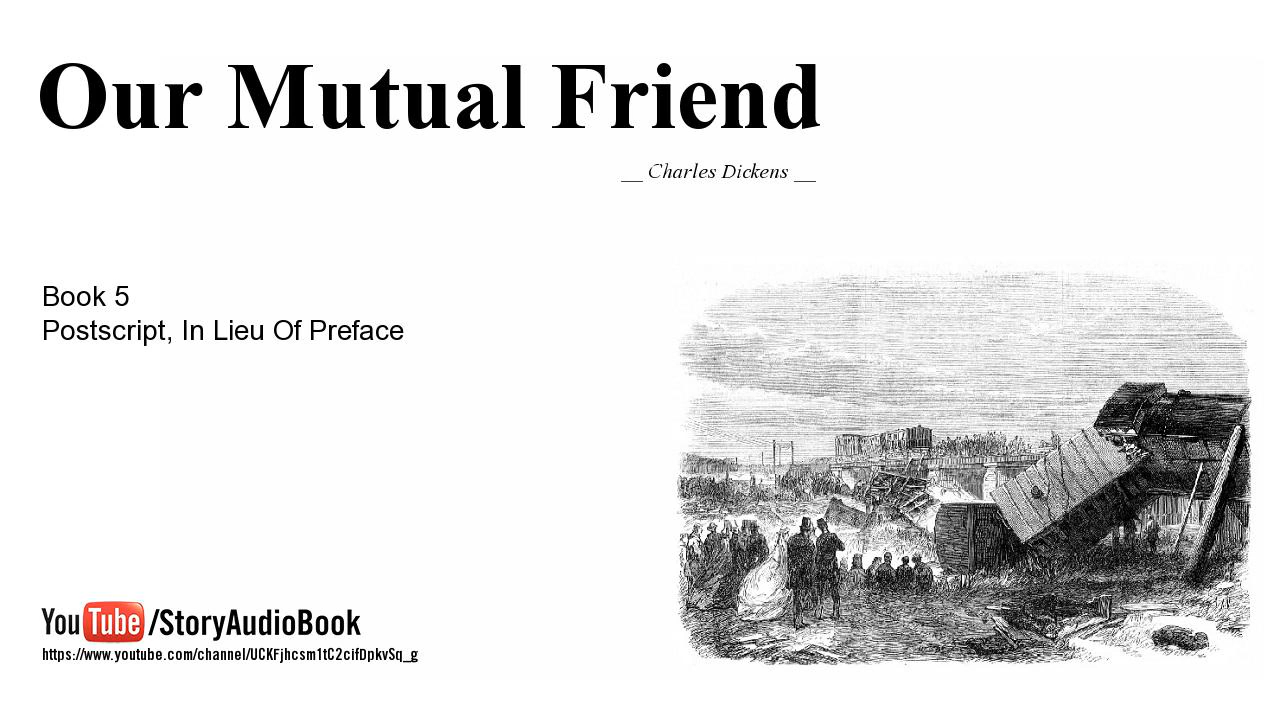 Our Mutual Friend
__ Charles Dickens __
Book 5
Postscript, In Lieu Of Preface
YouTube/StoryAudioBook
https://www.youtube.com/channel/UCKFjhcsm1tC2cifDpkvSq_g